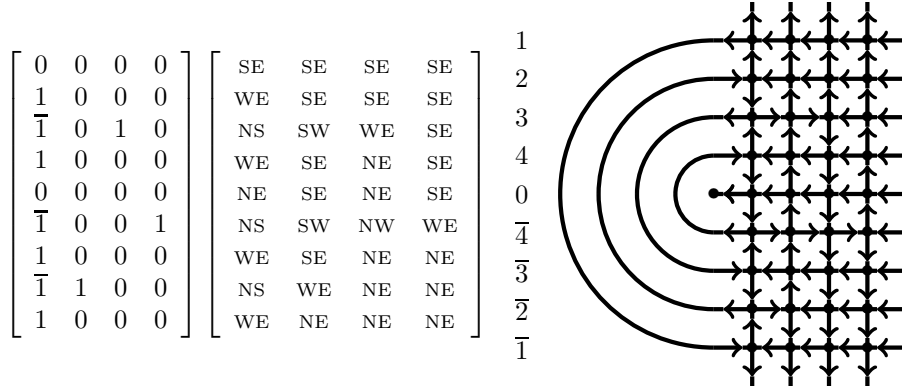 0 0 0 0 SE SE SE SE 1
1 0 0 0 WE SE SE SE 2
1̅ 0 1 0 NS SW WE SE 3
1 0 0 0 WE SE NE SE 4
0 0 0 0 NE SE NE SE 0
1̅ 0 0 1 NS SW NW WE 4̅
1 0 0 0 WE SE NE NE 3̅
1̅ 1 0 0 NS WE NE NE 2̅
1 0 0 0 WE NE NE NE 1̅